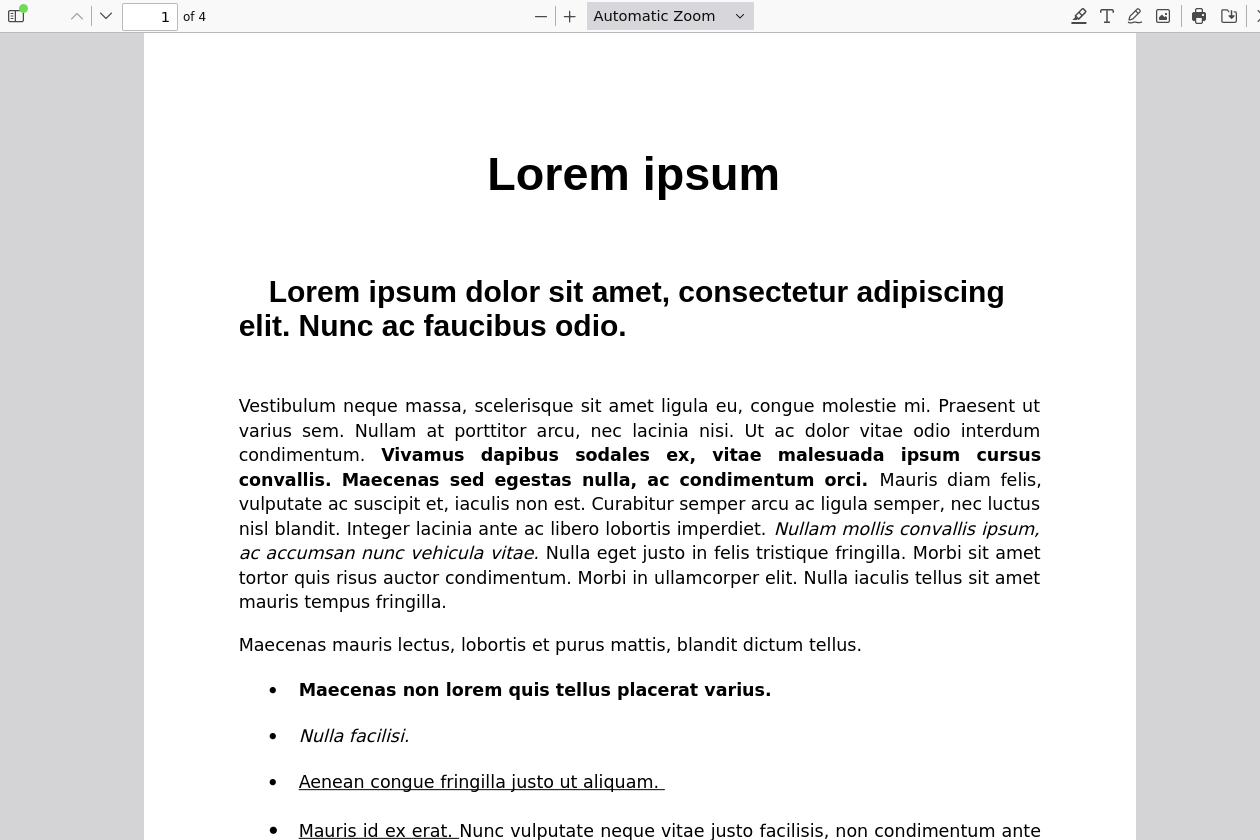 1 of 4 Automatic Zoom
Lorem ipsum
Lorem ipsum dolor sit amet, consectetur adipiscing
elit. Nunc ac faucibus odio.
Vestibulum neque massa, scelerisque sit amet ligula eu, congue molestie mi. Praesent ut
varius sem. Nullam at porttitor arcu, nec lacinia nisi. Ut ac dolor vitae odio interdum
condimentum. Vivamus dapibus sodales ex, vitae malesuada ipsum cursus
convallis. Maecenas sed egestas nulla, ac condimentum orci. Mauris diam felis,
vulputate ac suscipit et, iaculis non est. Curabitur semper arcu ac ligula semper, nec luctus
nisl blandit. Integer lacinia ante ac libero lobortis imperdiet. Nullam mollis convallis ipsum,
ac accumsan nunc vehicula vitae. Nulla eget justo in felis tristique fringilla. Morbi sit amet
tortor quis risus auctor condimentum. Morbi in ullamcorper elit. Nulla iaculis tellus sit amet
mauris tempus fringilla.
Maecenas mauris lectus, lobortis et purus mattis, blandit dictum tellus.
• Maecenas non lorem quis tellus placerat varius.
• Nulla facilisi.
• Aenean congue fringilla justo ut aliquam.
• Mauris id ex erat. Nunc vulputate neque vitae justo facilisis, non condimentum ante